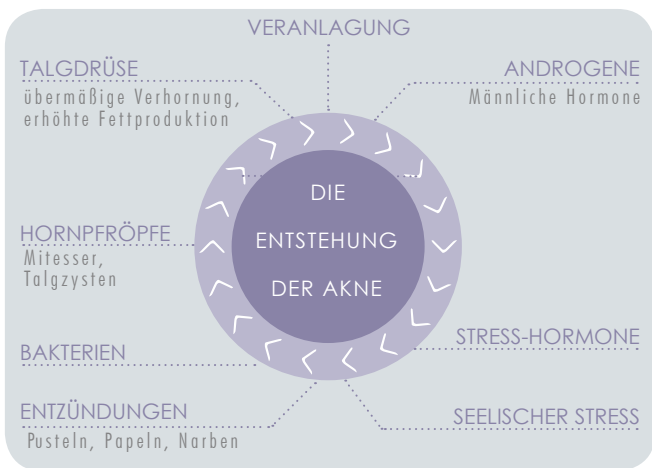 VERANLAGUNG
TALGDRÜSE
übermäßige Verhornung,
erhöhte Fettproduktion
ANDROGENE
Männliche Hormone
DIE
ENTSTEHUNG
DER AKNE
HORNPFRÖPFE
Mitesser,
Talgzysten
BAKTERIEN
STRESS-HORMONE
ENTZÜNDUNGEN
Pusteln, Papeln, Narben
SEELISCHER STRESS